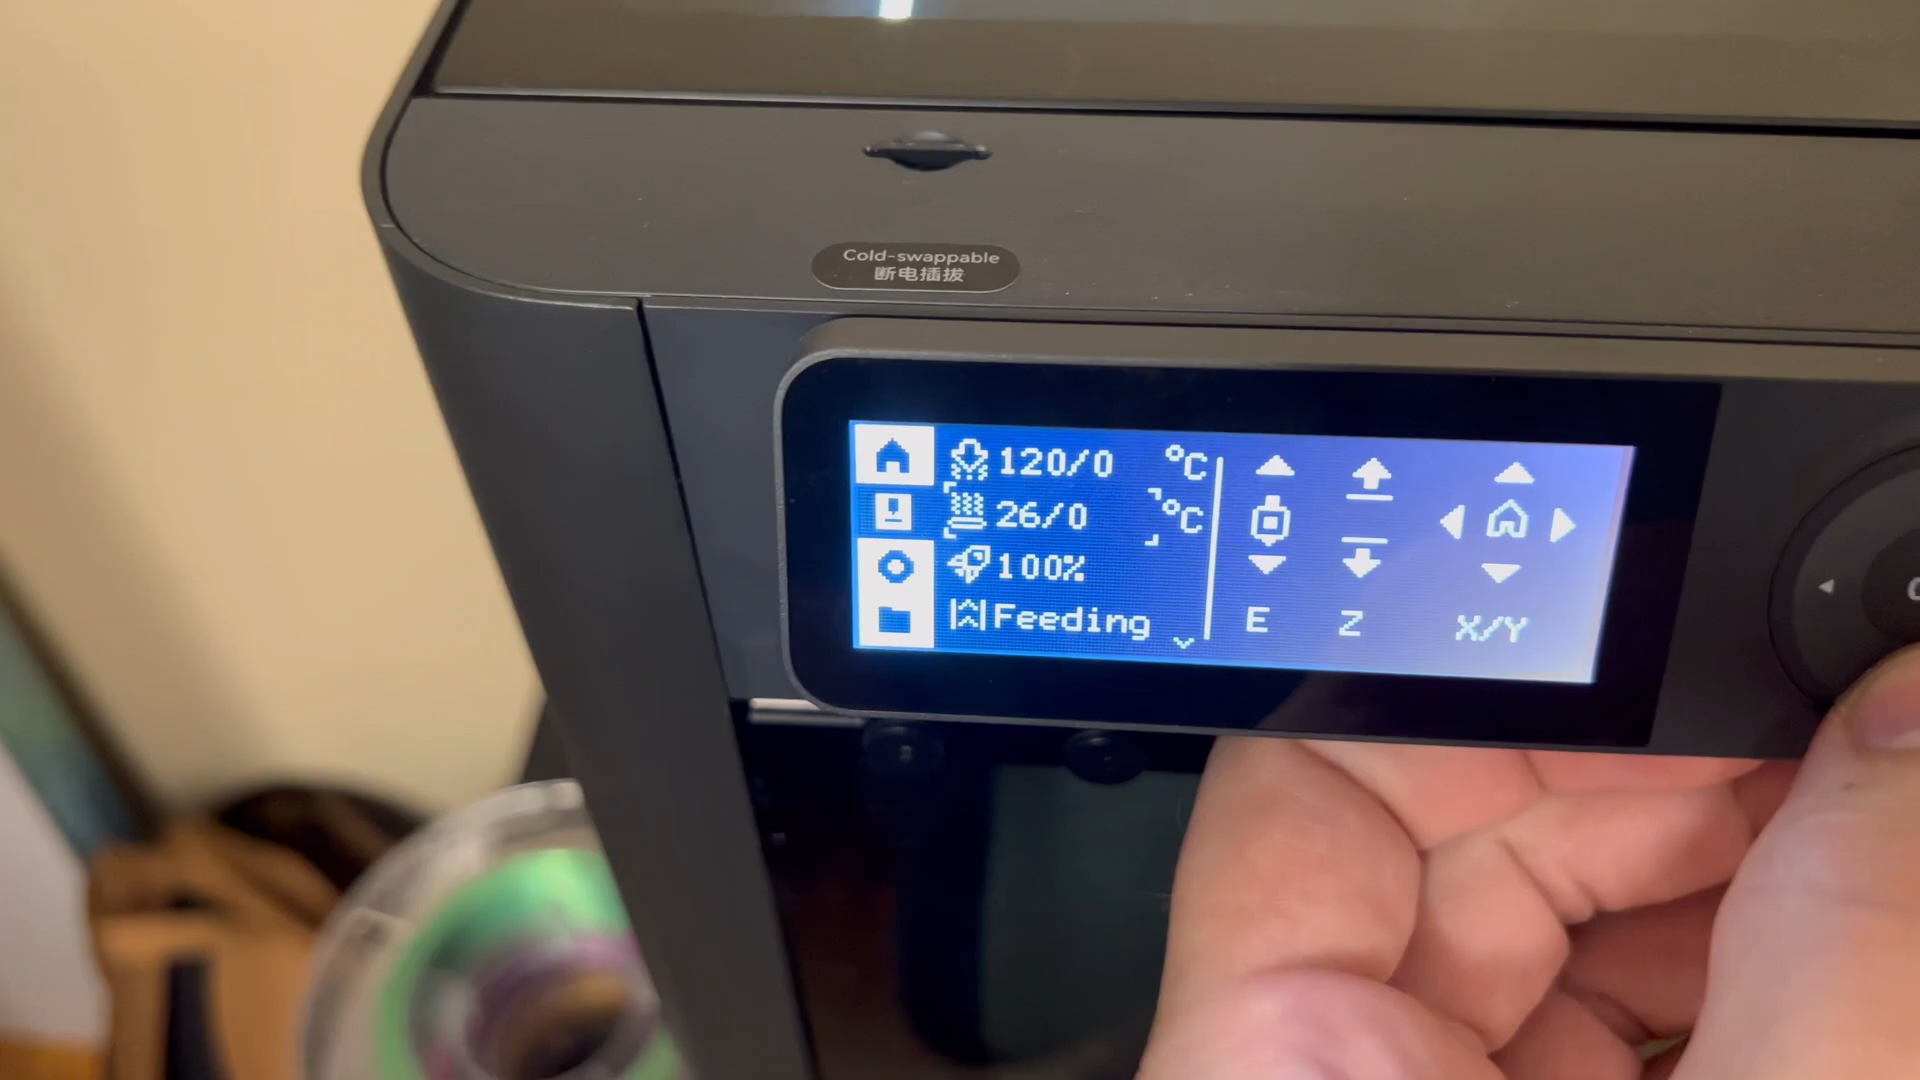 Cold-swappable
断电插拔
120/0 °C
26/0 °C
100%
Feeding
E Z X/Y